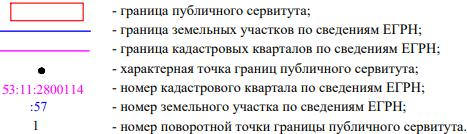 - граница публичного сервитута;
- граница земельных участков по сведениям ЕГРН;
- граница кадастровых кварталов по сведениям ЕГРН;
- характерная точка границ публичного сервитута;
53:11:2800114 - номер кадастрового квартала по сведениям ЕГРН;
:57 - номер земельного участка по сведениям ЕГРН;
1 - номер поворотной точки границы публичного сервитута.